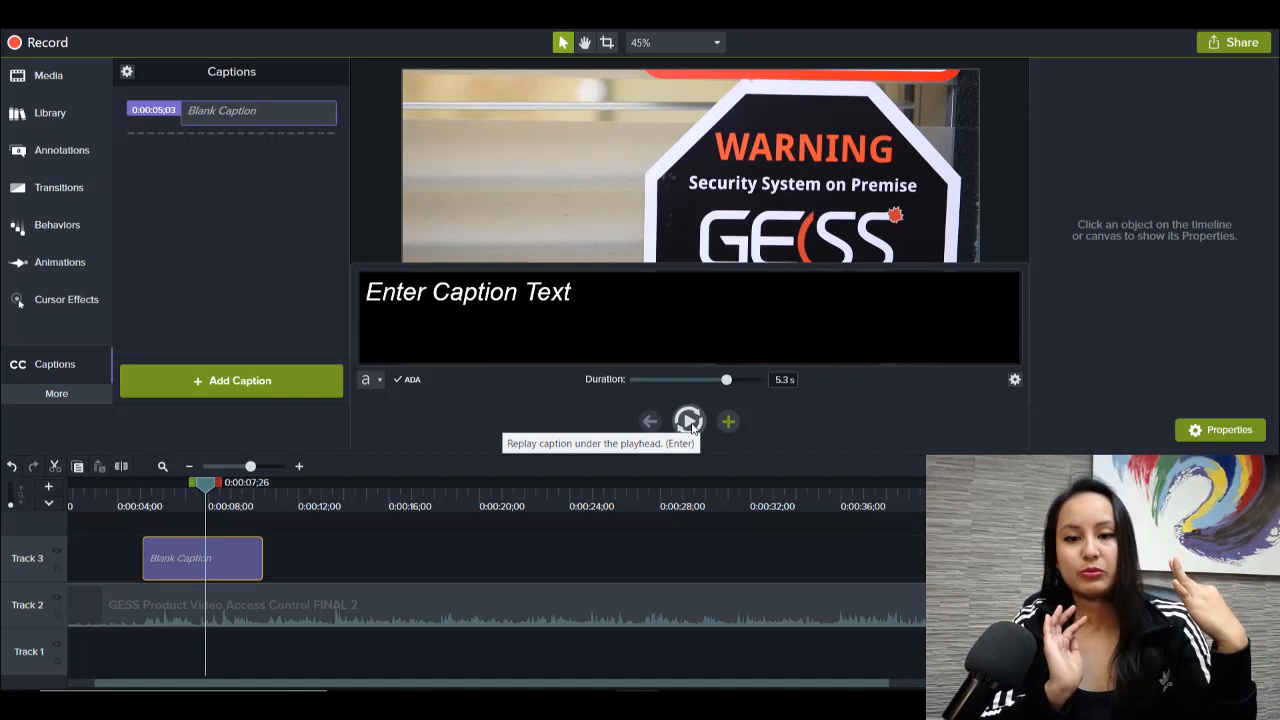 Record
45%
Share
Media
Library
Annotations
Transitions
Behaviors
Animations
Cursor Effects
CC Captions
More
Captions
0:00:05;03 Blank Caption
+ Add Caption
WARNING
Security System on Premise
GESS
Click an object on the timeline
or canvas to show its Properties.
Enter Caption Text
a
ADA
Duration:
5.3 s
Replay caption under the playhead. (Enter)
Properties
0:00:07;26
0 0:00:04;00 0:00:08;00 0:00:12;00 0:00:16;00 0:00:20;00 0:00:24;00 0:00:28;00 0:00:32;00 0:00:36;00
Track 3
Blank Caption
Track 2
GESS Product Video Access Control FINAL 2
Track 1